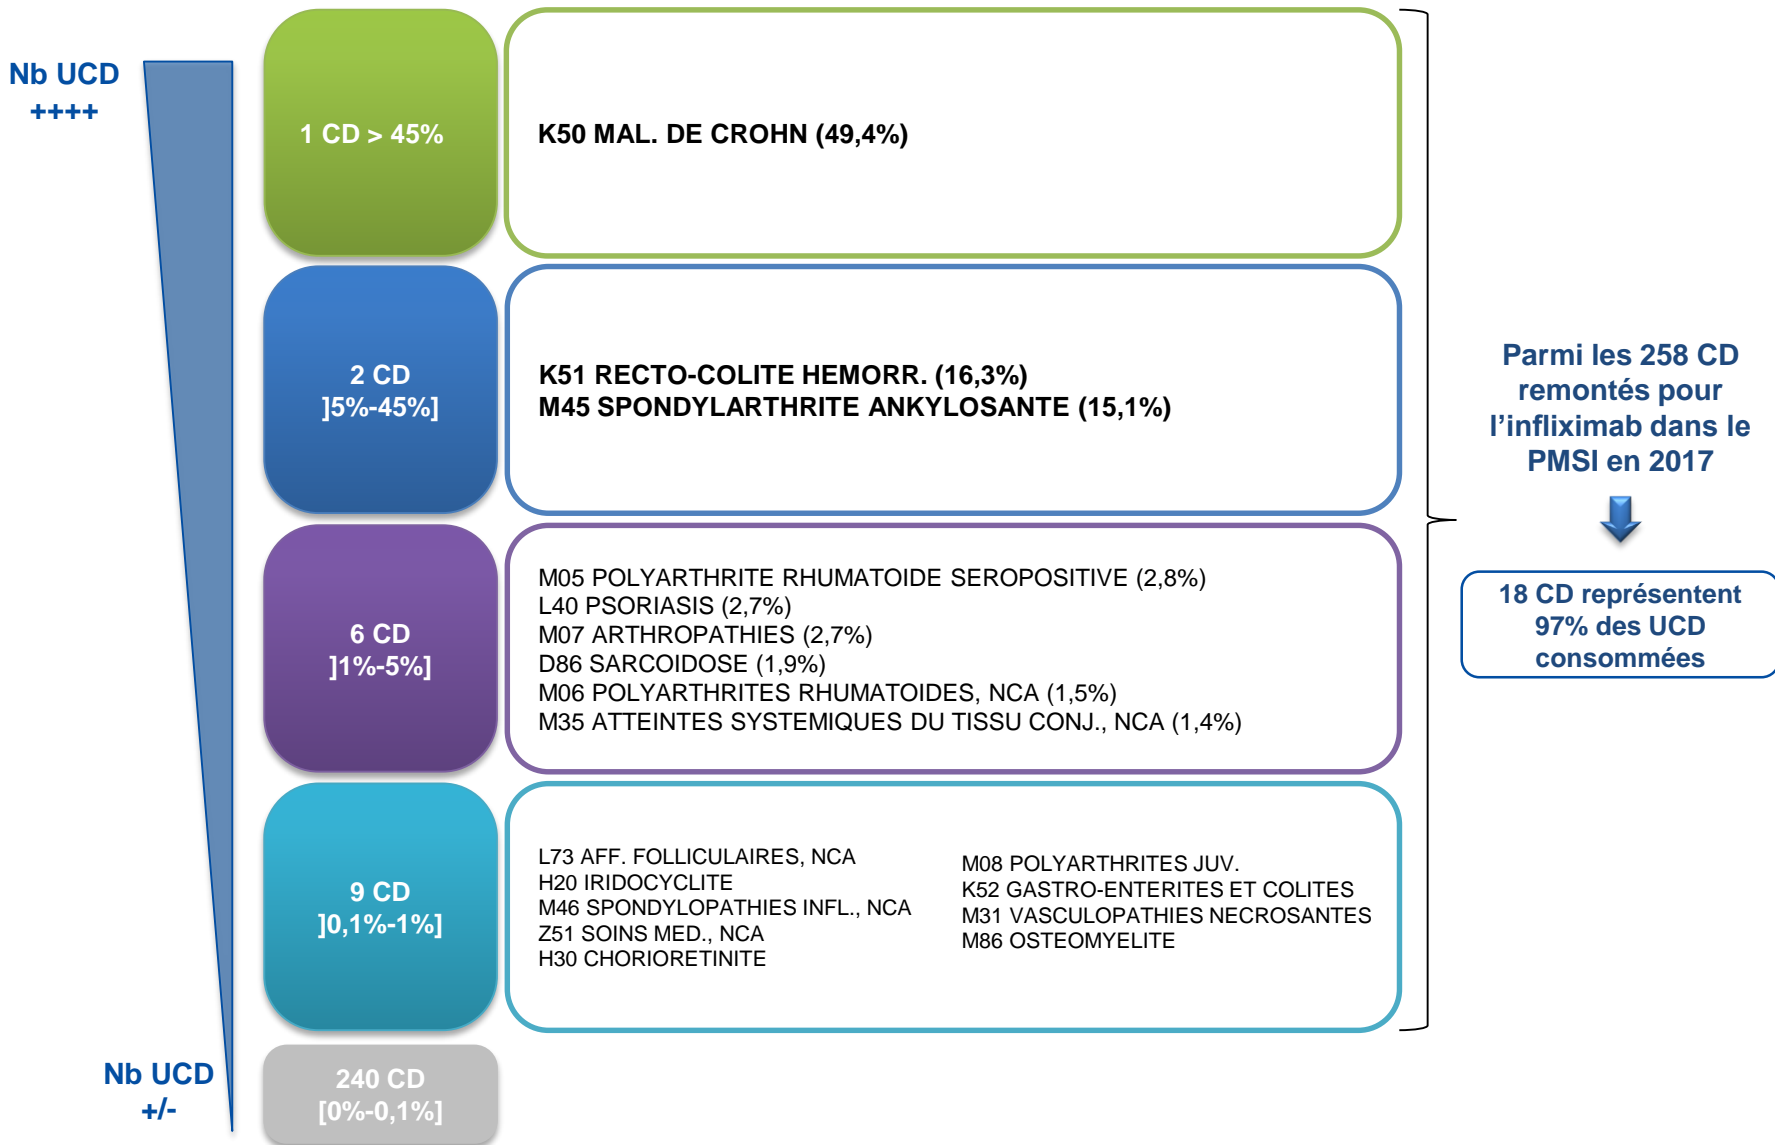 Nb UCD
++++
1 CD > 45%
K50 MAL. DE CROHN (49,4%)
2 CD
]5%-45%]
K51 RECTO-COLITE HEMORR. (16,3%)
M45 SPONDYLARTHRITE ANKYLOSANTE (15,1%)
6 CD
]1%-5%]
M05 POLYARTHRITE RHUMATOIDE SEROPOSITIVE (2,8%)
L40 PSORIASIS (2,7%)
M07 ARTHROPATHIES (2,7%)
D86 SARCOIDOSE (1,9%)
M06 POLYARTHRITES RHUMATOIDES, NCA (1,5%)
M35 ATTEINTES SYSTEMIQUES DU TISSU CONJ., NCA (1,4%)
9 CD
]0,1%-1%]
L73 AFF. FOLLICULAIRES, NCA
H20 IRIDOCYCLITE
M46 SPONDYLOPATHIES INFL., NCA
Z51 SOINS MED., NCA
H30 CHORIORETINITE
M08 POLYARTHRITES JUV.
K52 GASTRO-ENTERITES ET COLITES
M31 VASCULOPATHIES NECROSANTES
M86 OSTEOMYELITE
Nb UCD
+/-
240 CD
[0%-0,1%]
Parmi les 258 CD
remontés pour
l’infliximab dans le
PMSI en 2017
18 CD représentent
97% des UCD
consommées